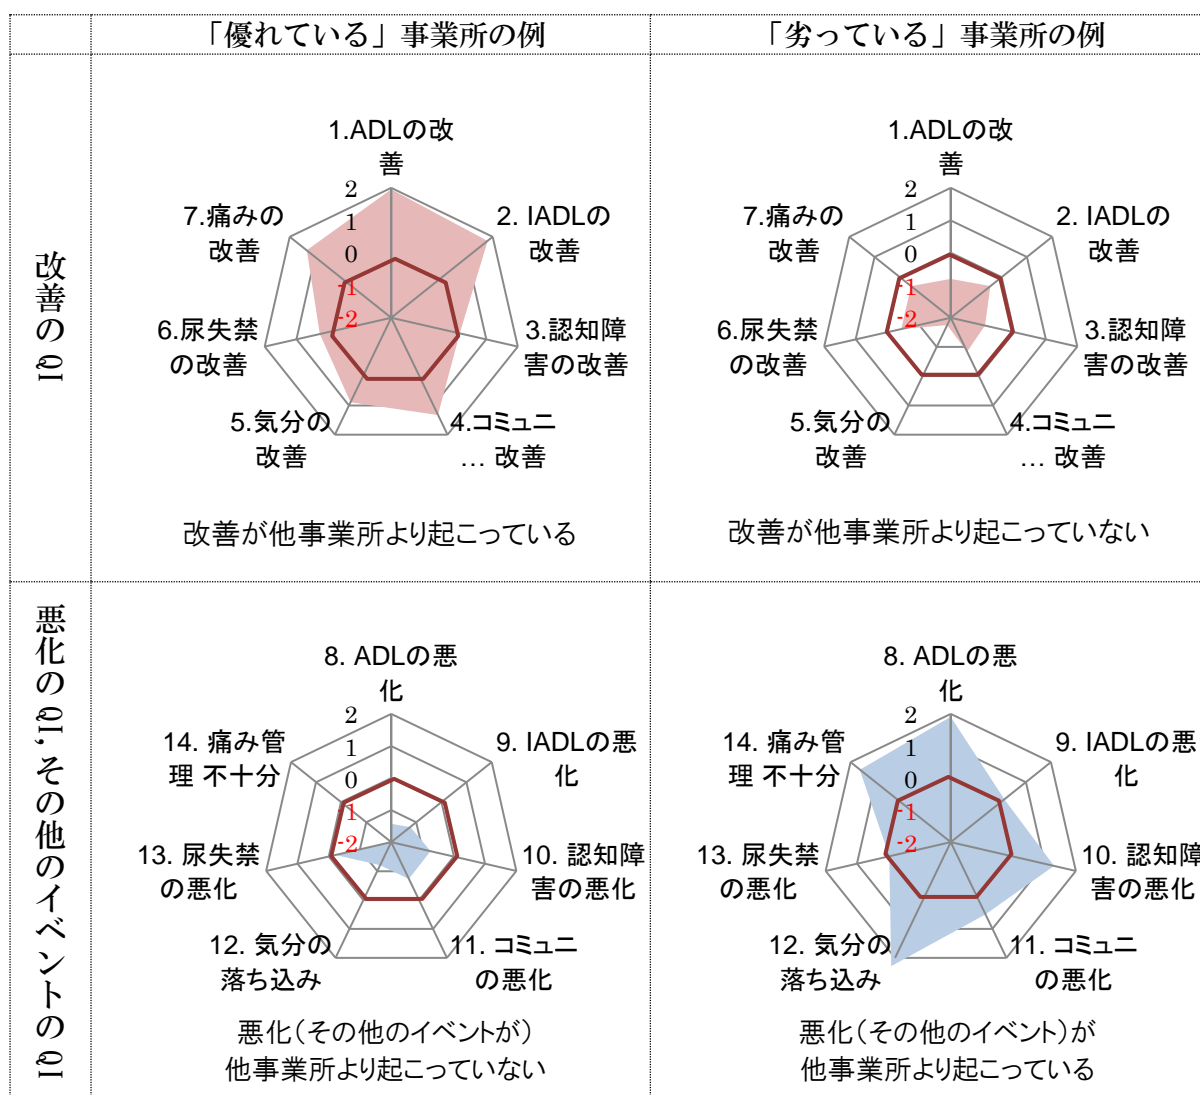 「優れている」事業所の例
「劣っている」事業所の例
改善のQI
1.ADLの改
善
2. IADLの
改善
3.認知障
害の改善
4.コミュニ
… 改善
5.気分の
改善
6.尿失禁
の改善
7.痛みの
改善
2
1
0
-1
-2
改善が他事業所より起こっている
1.ADLの改
善
2. IADLの
改善
3.認知障
害の改善
4.コミュニ
… 改善
5.気分の
改善
6.尿失禁
の改善
7.痛みの
改善
2
1
0
-1
-2
改善が他事業所より起こっていない
悪化のQI,その他のイベントのQI
8. ADLの悪
化
9. IADLの悪
化
10. 認知障
害の悪化
11. コミュニ
の悪化
12. 気分の
落ち込み
13. 尿失禁
の悪化
14. 痛み管
理 不十分
2
1
0
-1
-2
悪化(その他のイベントが)
他事業所より起こっていない
8. ADLの悪
化
9. IADLの悪
化
10. 認知障
害の悪化
11. コミュニ
の悪化
12. 気分の
落ち込み
13. 尿失禁
の悪化
14. 痛み管
理 不十分
2
1
0
-1
-2
悪化(その他のイベント)が
他事業所より起こっている